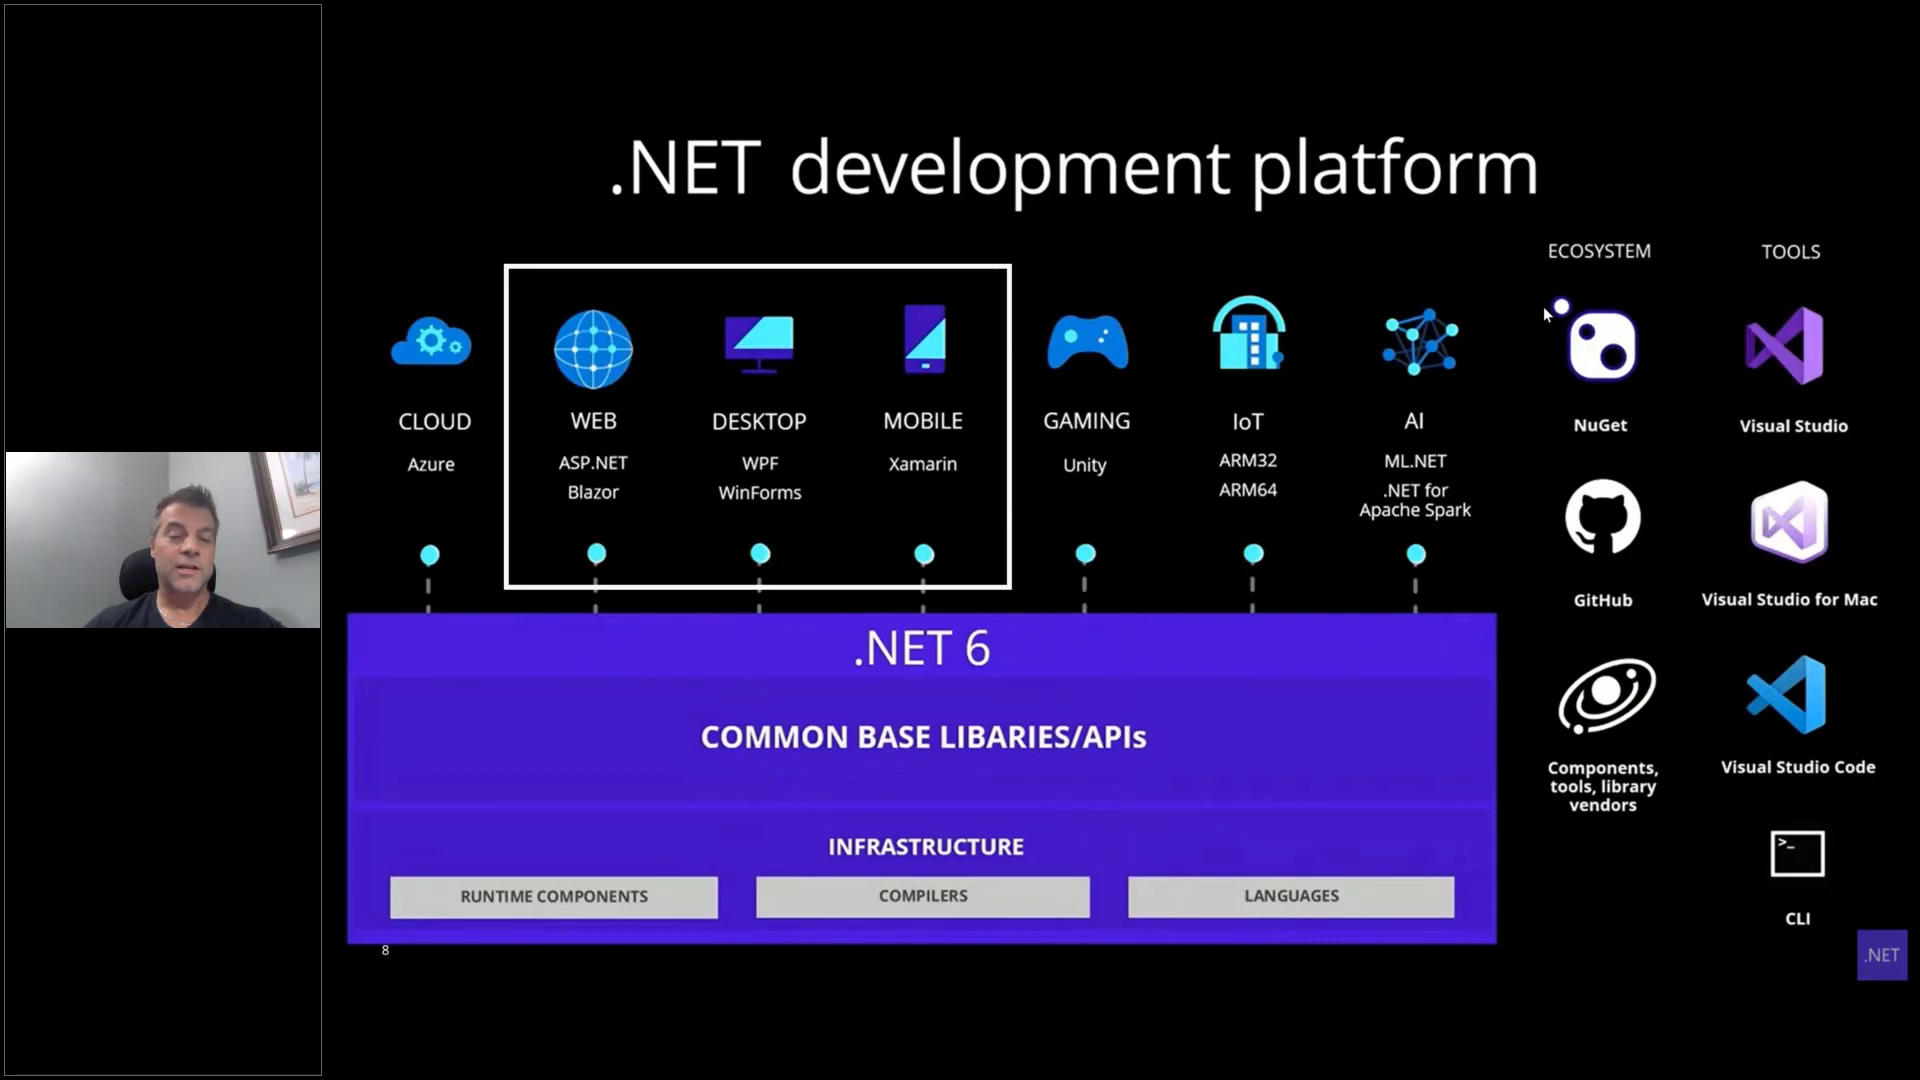 .NET development platform
ECOSYSTEM
TOOLS
CLOUD
Azure
WEB
ASP.NET
Blazor
DESKTOP
WPF
WinForms
MOBILE
Xamarin
GAMING
Unity
IoT
ARM32
ARM64
AI
ML.NET
.NET for
Apache Spark
NuGet
Visual Studio
GitHub
Visual Studio for Mac
Components,
tools, library
vendors
Visual Studio Code
>_
CLI
.NET 6
COMMON BASE LIBARIES/APIs
INFRASTRUCTURE
RUNTIME COMPONENTS
COMPILERS
LANGUAGES
8
.NET